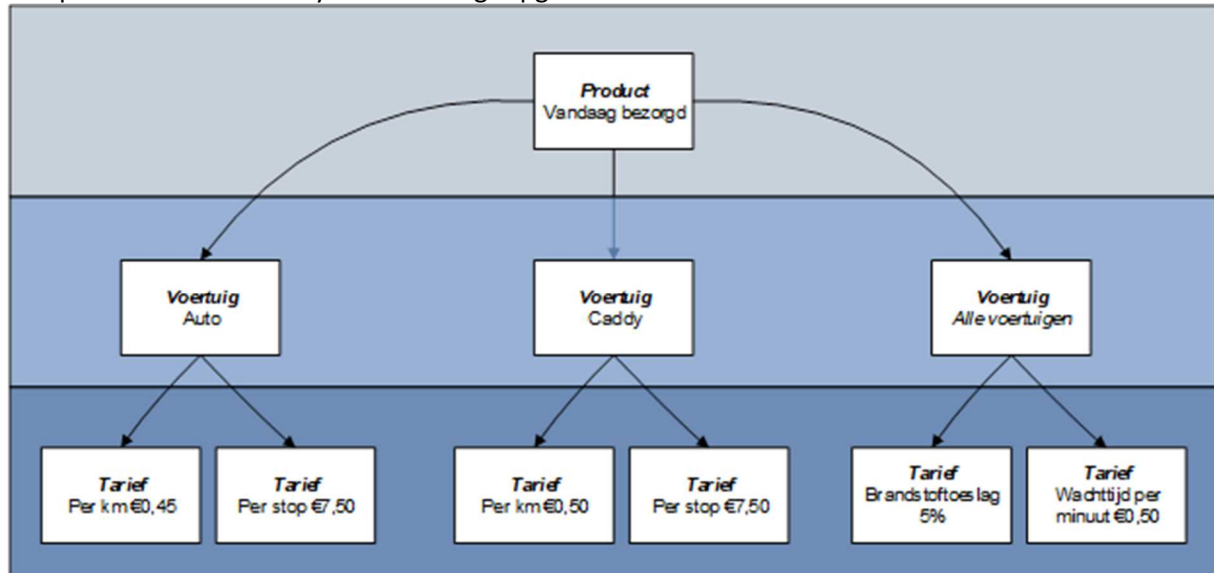 Product
Vandaag bezorgd
Voertuig
Auto
Voertuig
Caddy
Voertuig
Alle voertuigen
Tarief
Per km €0,45
Tarief
Per stop €7,50
Tarief
Per km €0,50
Tarief
Per stop €7,50
Tarief
Brandstoftoeslag
5%
Tarief
Wachttijd per
minuut €0,50